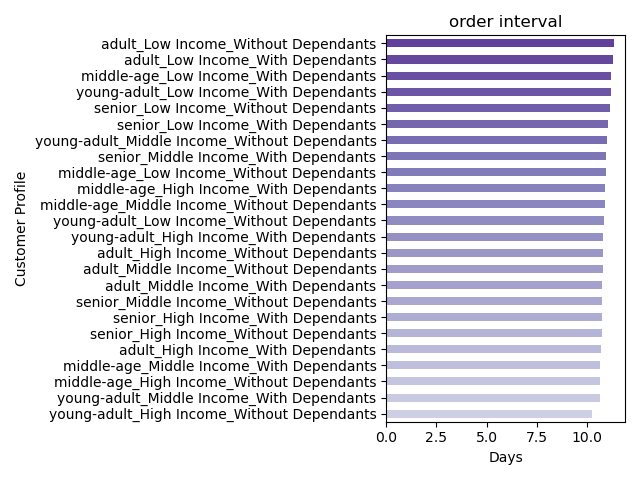 order interval
adult_Low Income_Without Dependants
adult_Low Income_With Dependants
middle-age_Low Income_With Dependants
young-adult_Low Income_With Dependants
senior_Low Income_Without Dependants
senior_Low Income_With Dependants
young-adult_Middle Income_Without Dependants
senior_Middle Income_With Dependants
middle-age_Low Income_Without Dependants
middle-age_High Income_With Dependants
middle-age_Middle Income_Without Dependants
young-adult_Low Income_Without Dependants
young-adult_High Income_With Dependants
adult_High Income_Without Dependants
adult_Middle Income_Without Dependants
adult_Middle Income_With Dependants
senior_Middle Income_Without Dependants
senior_High Income_With Dependants
senior_High Income_Without Dependants
adult_High Income_With Dependants
middle-age_Middle Income_With Dependants
middle-age_High Income_Without Dependants
young-adult_Middle Income_With Dependants
young-adult_High Income_Without Dependants
Customer Profile
0.0 2.5 5.0 7.5 10.0
Days